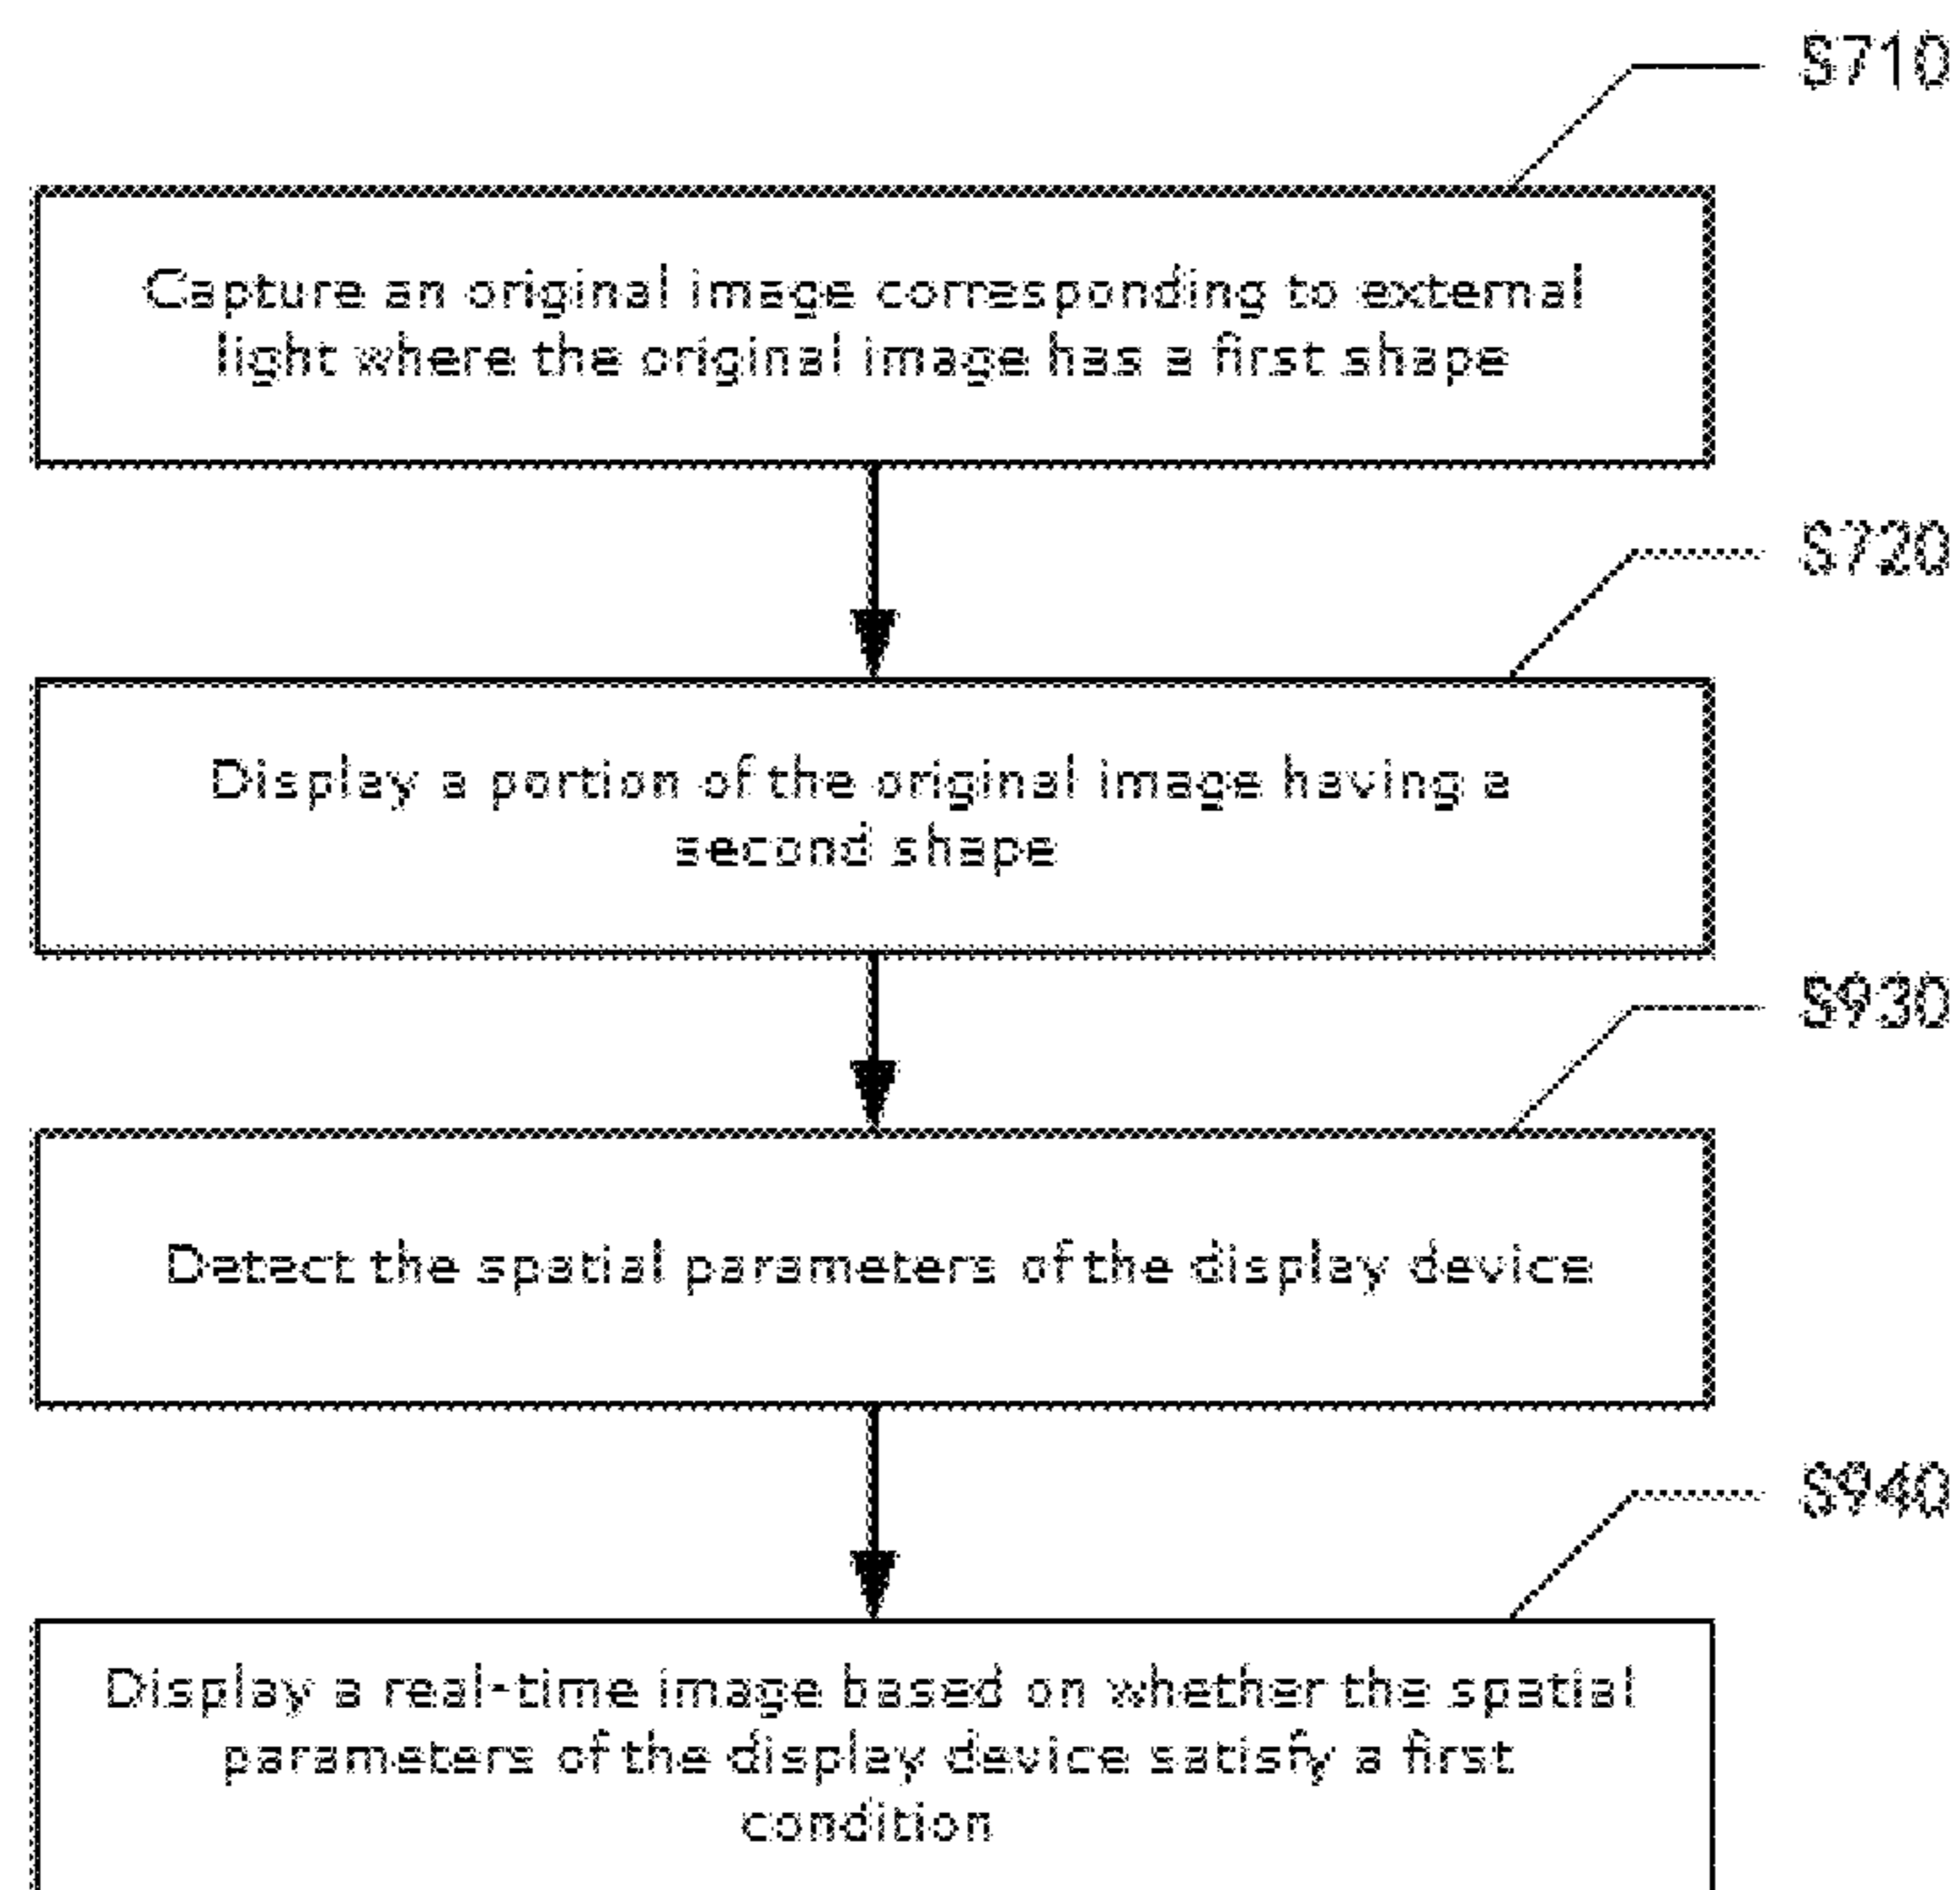 S710
Capture an original image corresponding to external
light where the original image has a first shape
S720
Display a portion of the original image having a
second shape
S930
Detect the spatial parameters of the display device
S940
Display a real-time image based on whether the spatial
parameters of the display device satisfy a first
condition